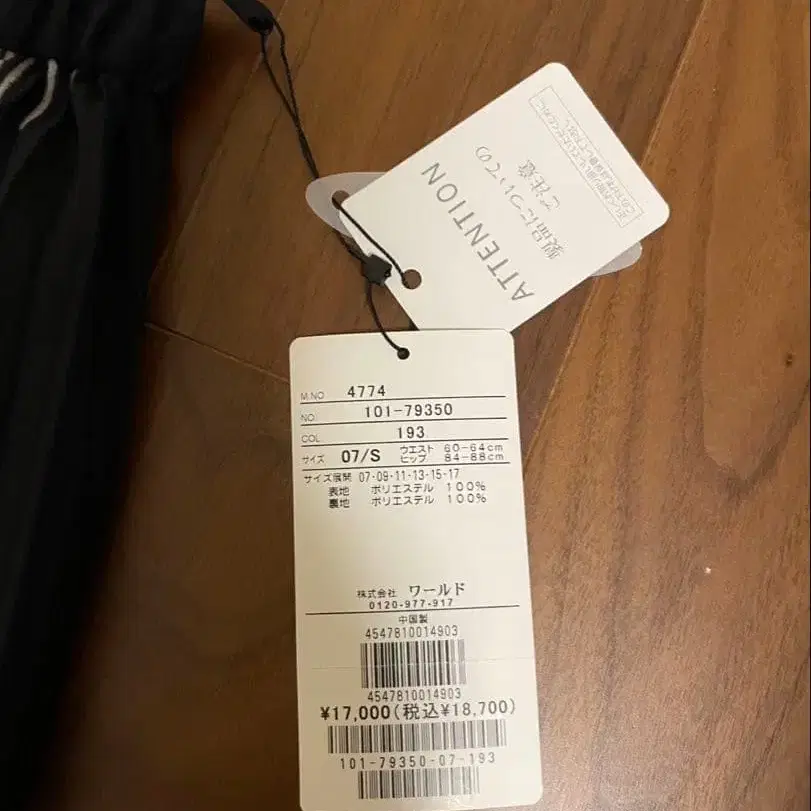 ATTENTION
製品についての
ご注意
M.NO 4774
NO. 101-79350
COL. 193
サイズ 07/S ウエスト 60-64cm
ヒップ 84-88cm
サイズ展開 07-09-11-13-15-17
表地 ポリエステル 100%
裏地 ポリエステル 100%
株式会社 ワールド
0120-977-917
中国製
4547810014903
4547810014903
¥17,000(税込¥18,700)
101-79350-07-193